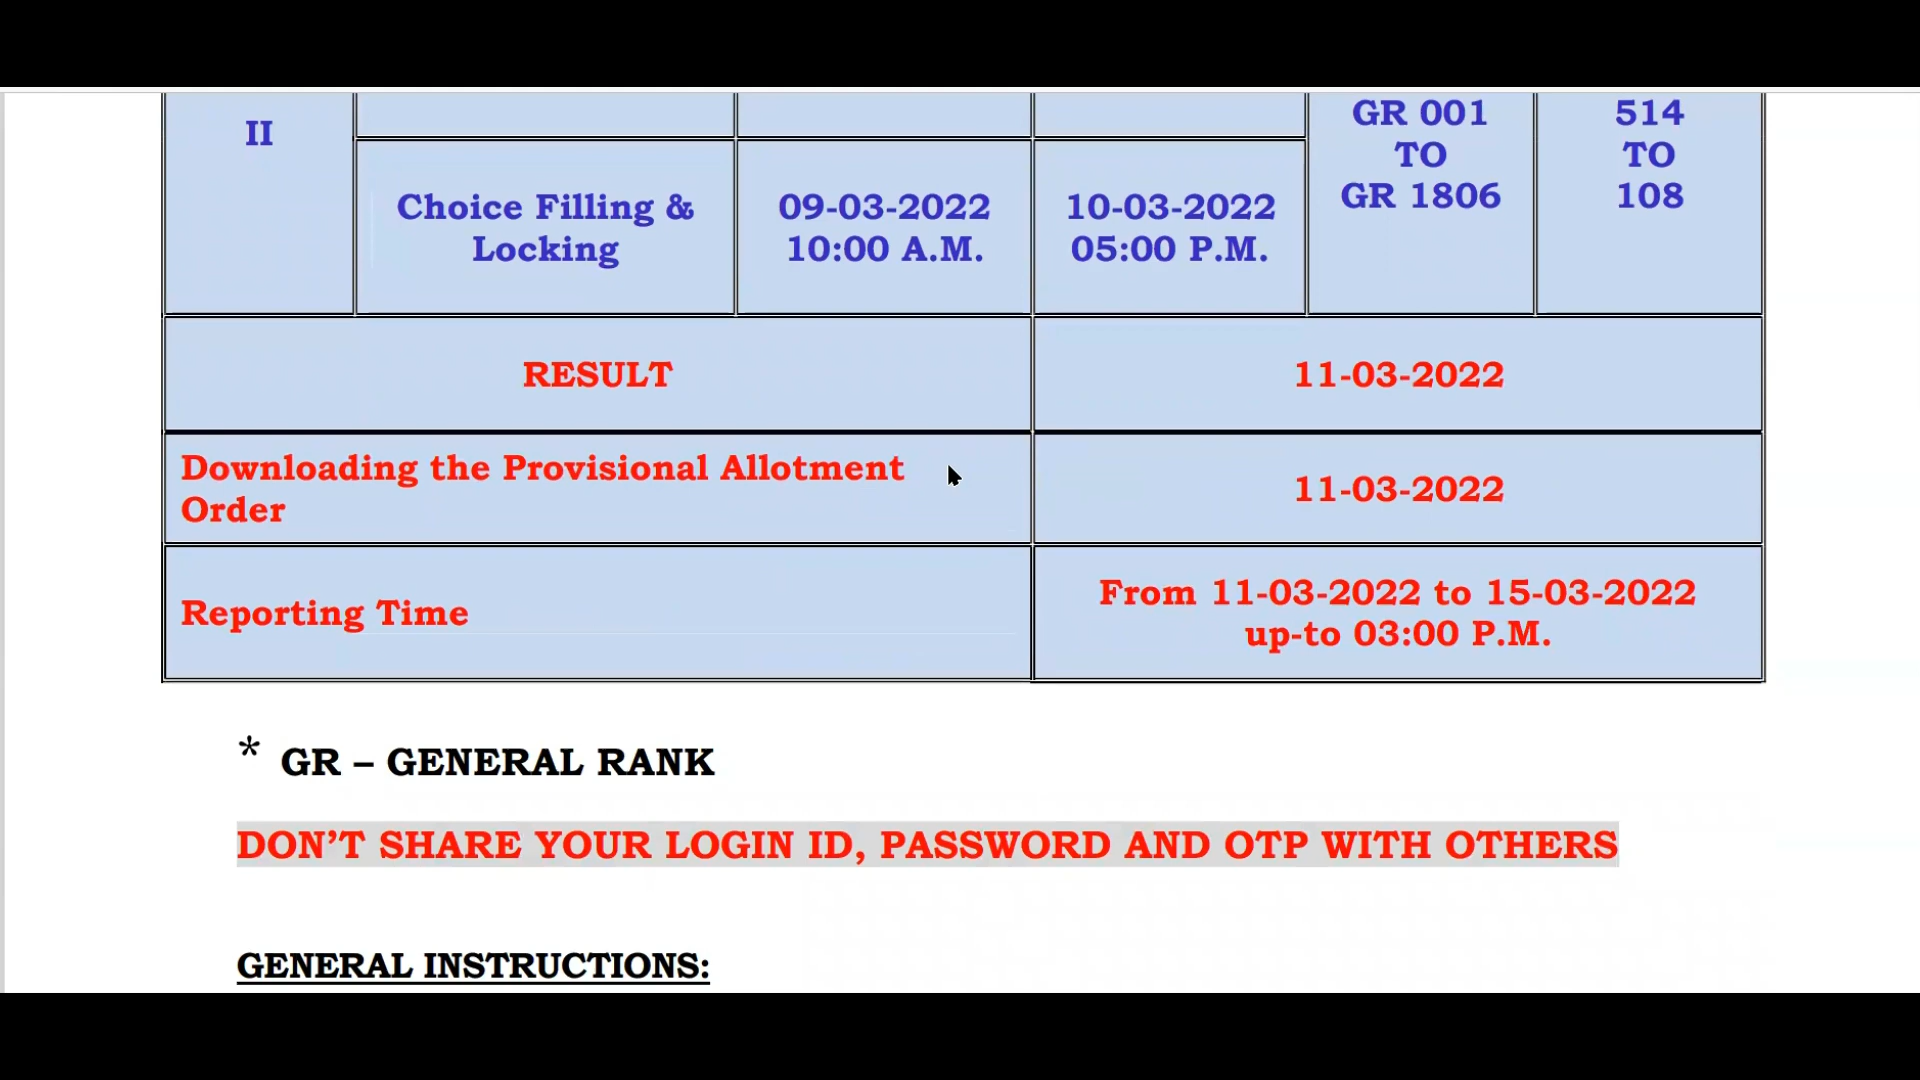 II
GR 001
TO
GR 1806
514
TO
108
Choice Filling &
Locking
09-03-2022
10:00 A.M.
10-03-2022
05:00 P.M.
RESULT
11-03-2022
Downloading the Provisional Allotment
Order
11-03-2022
Reporting Time
From 11-03-2022 to 15-03-2022
up-to 03:00 P.M.
* GR – GENERAL RANK
DON’T SHARE YOUR LOGIN ID, PASSWORD AND OTP WITH OTHERS
GENERAL INSTRUCTIONS: